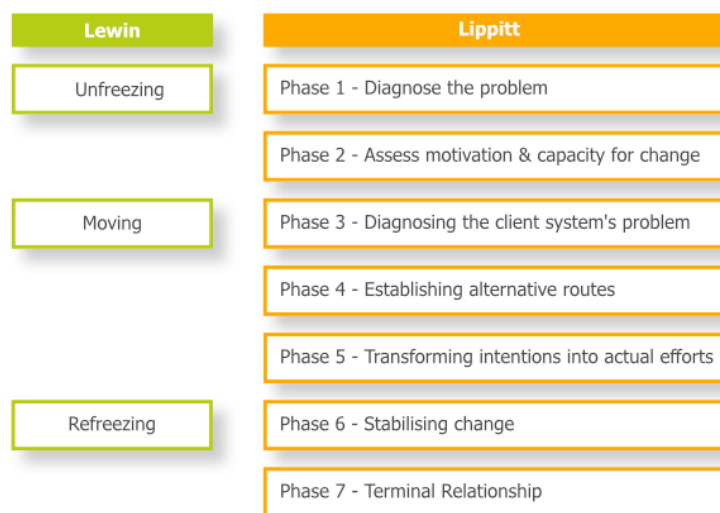 Lewin
Lippitt
Unfreezing
Phase 1 - Diagnose the problem
Phase 2 - Assess motivation & capacity for change
Moving
Phase 3 - Diagnosing the client system's problem
Phase 4 - Establishing alternative routes
Phase 5 - Transforming intentions into actual efforts
Refreezing
Phase 6 - Stabilising change
Phase 7 - Terminal Relationship